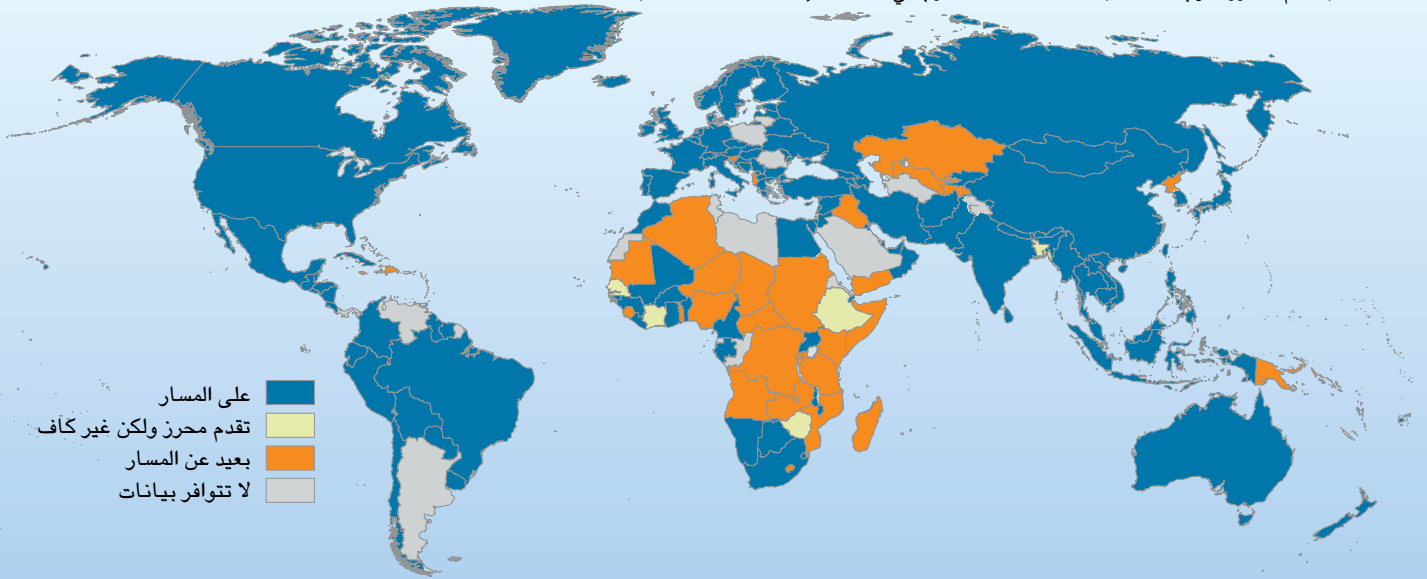 على المسار
تقدم محرز ولكن غير كاف
بعيد عن المسار
لا تتوافر بيانات